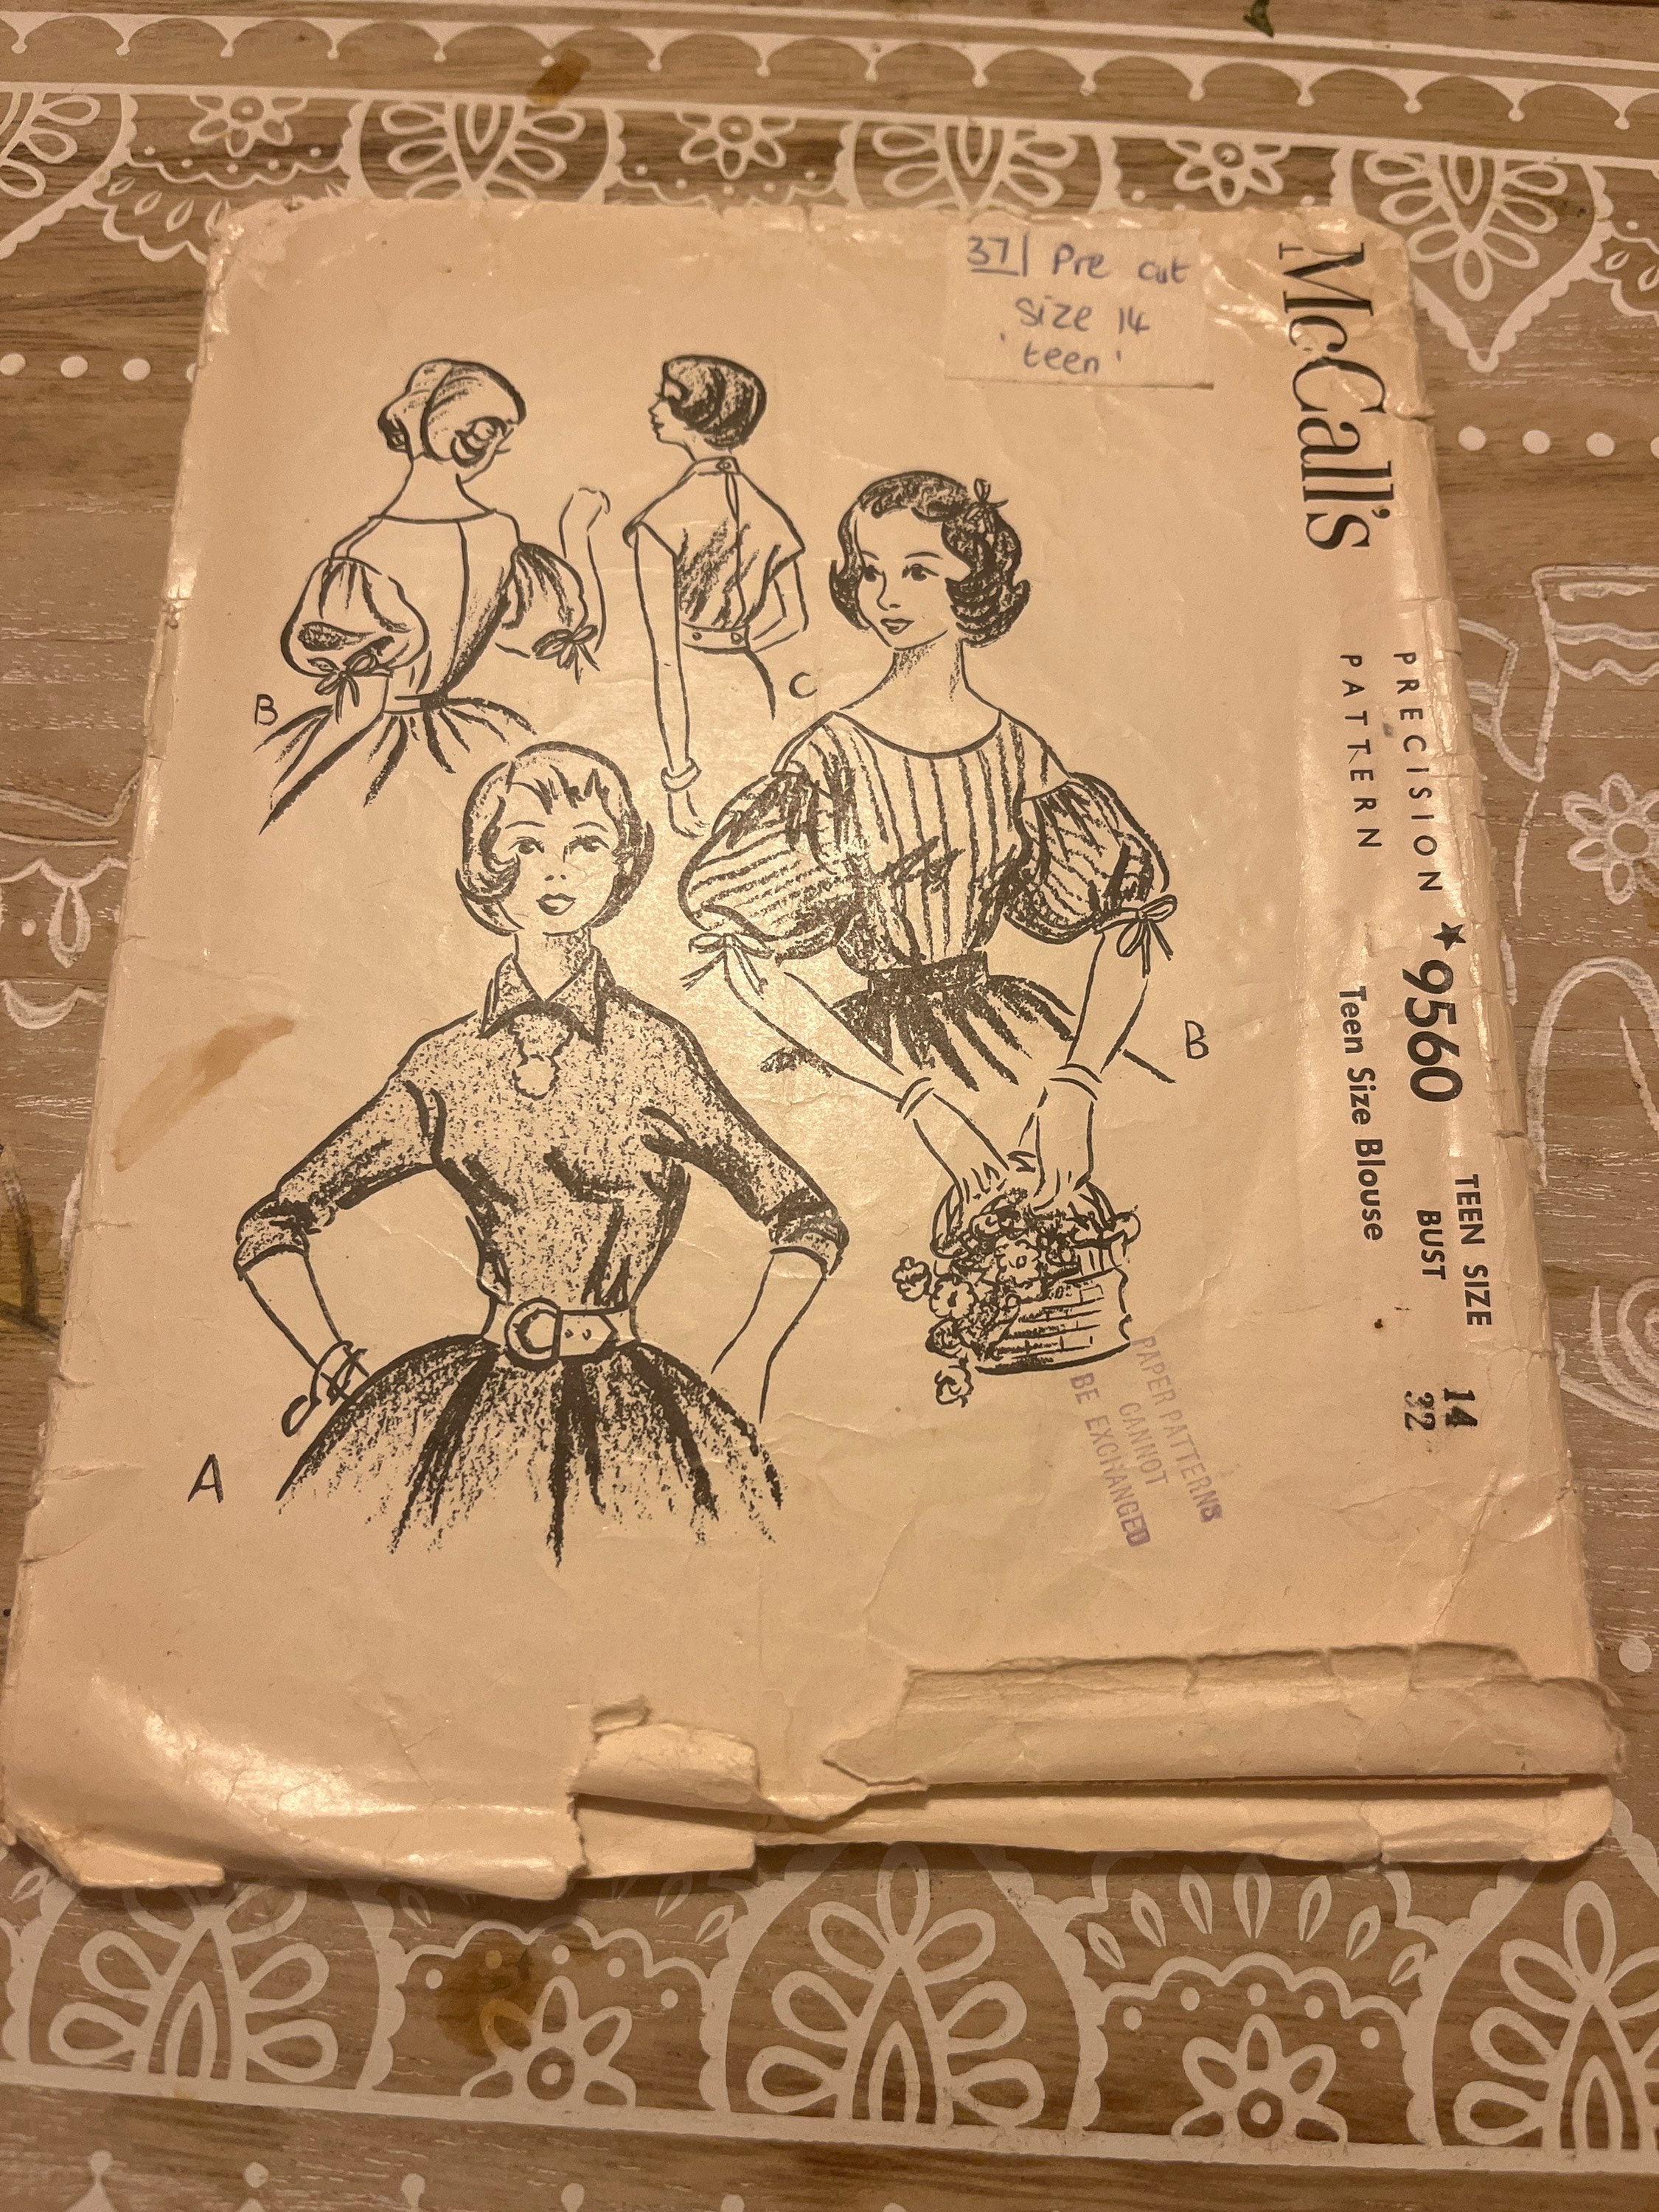 37| Pre cut
size 14
'teen'
McCall's
PRECISION
PATTERN
★ 9560
Teen Size Blouse
TEEN SIZE 14
BUST 32
B
C
B
A
PAPER PATTERNS
CANNOT
BE EXCHANGED